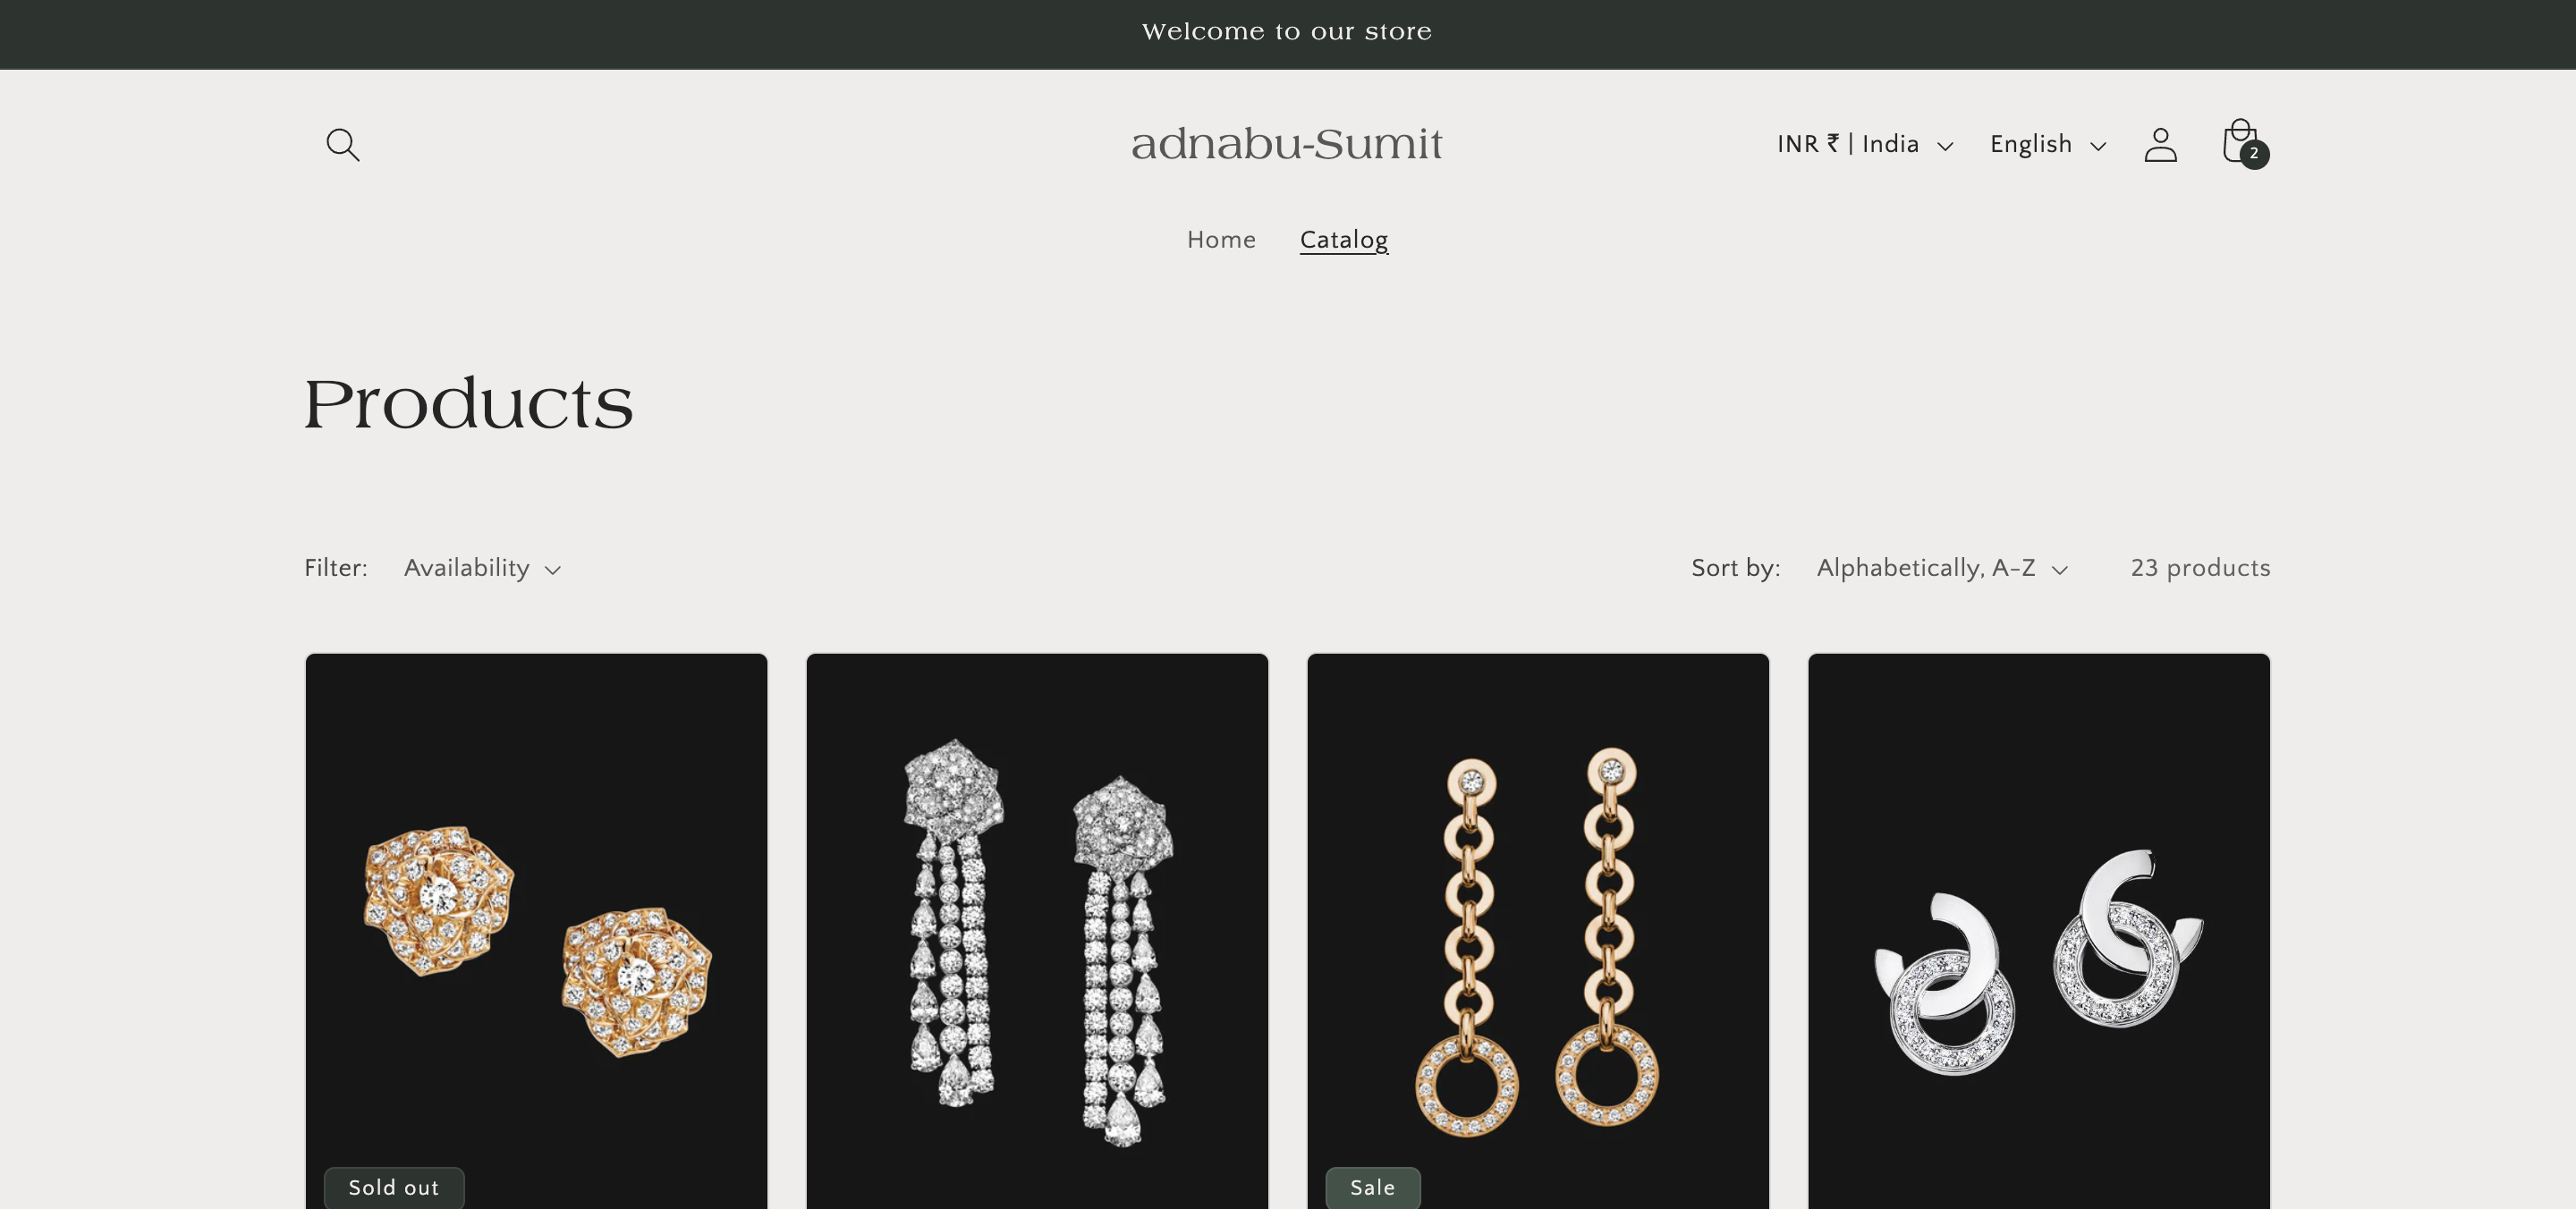 Welcome to our store
adnabu-Sumit
INR ₹ | India
English
2
Home
Catalog
Products
Filter:
Availability
Sort by:
Alphabetically, A-Z
23 products
Sold out
Sale